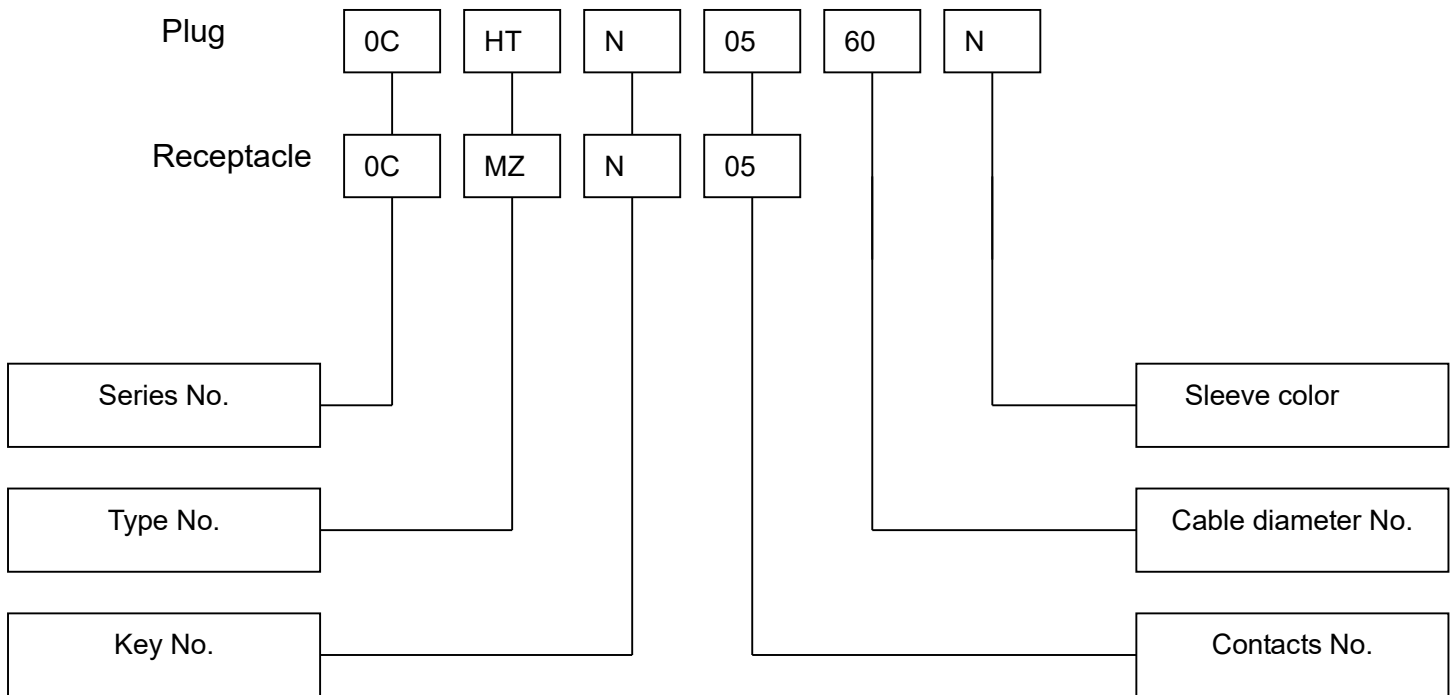 Plug 0C HT N 05 60 N
Receptacle 0C MZ N 05
Series No. Sleeve color
Type No. Cable diameter No.
Key No. Contacts No.